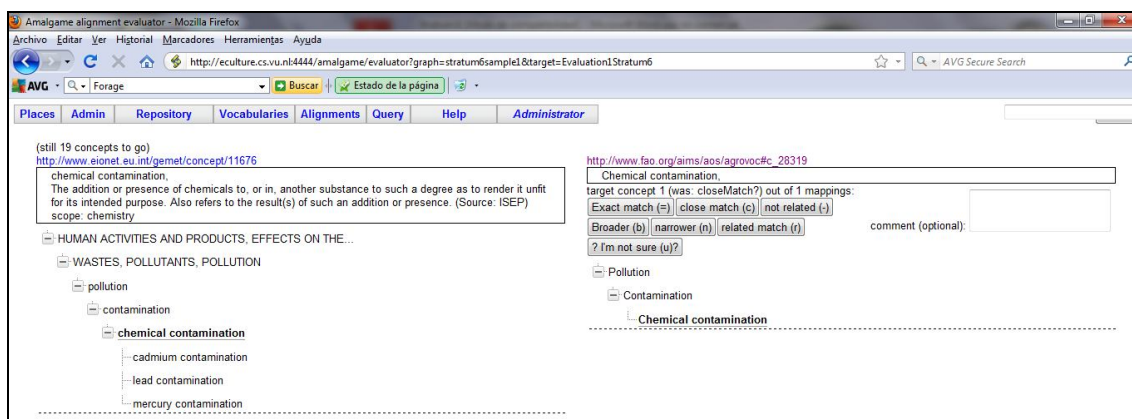 Amalgame alignment evaluator - Mozilla Firefox
Archivo Editar Ver Historial Marcadores Herramientas Ayuda
http://eculture.cs.vu.nl:4444/amalgame/evaluator?graph=stratum6sample1&target=Evaluation1Stratum6
AVG Secure Search
AVG Forage Buscar Estado de la página
Places Admin Repository Vocabularies Alignments Query Help Administrator
(still 19 concepts to go)
http://www.eionet.eu.int/gemet/concept/11676
chemical contamination,
The addition or presence of chemicals to, or in, another substance to such a degree as to render it unfit
for its intended purpose. Also refers to the result(s) of such an addition or presence. (Source: ISEP)
scope: chemistry
HUMAN ACTIVITIES AND PRODUCTS, EFFECTS ON THE...
WASTES, POLLUTANTS, POLLUTION
pollution
contamination
chemical contamination
cadmium contamination
lead contamination
mercury contamination
http://www.fao.org/aims/aos/agrovoc#c_28319
Chemical contamination,
target concept 1 (was: closeMatch?) out of 1 mappings:
Exact match (=) close match (c) not related (-)
Broader (b) narrower (n) related match (r)
? I'm not sure (u)?
comment (optional):
Pollution
Contamination
Chemical contamination